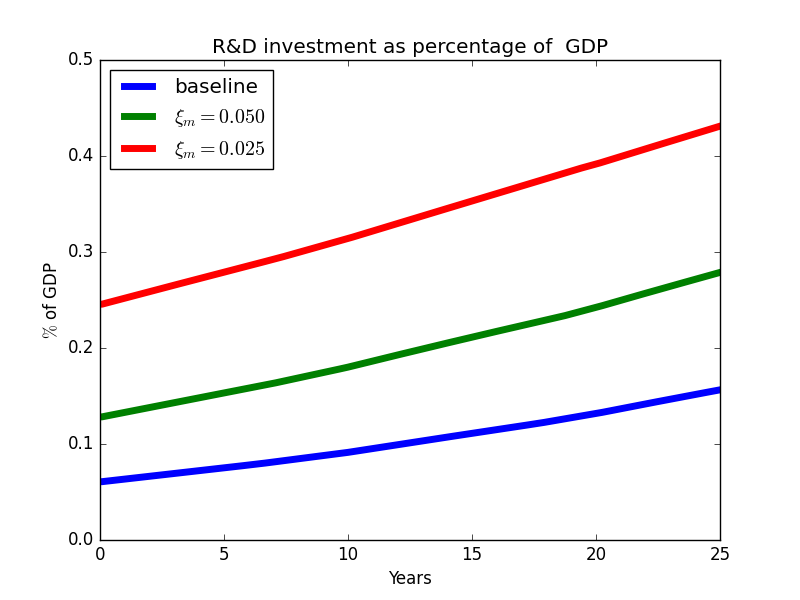 R&D investment as percentage of GDP
baseline
ξm = 0.050
ξm = 0.025
% of GDP
0.5
0.4
0.3
0.2
0.1
0.0
0 5 10 15 20 25
Years